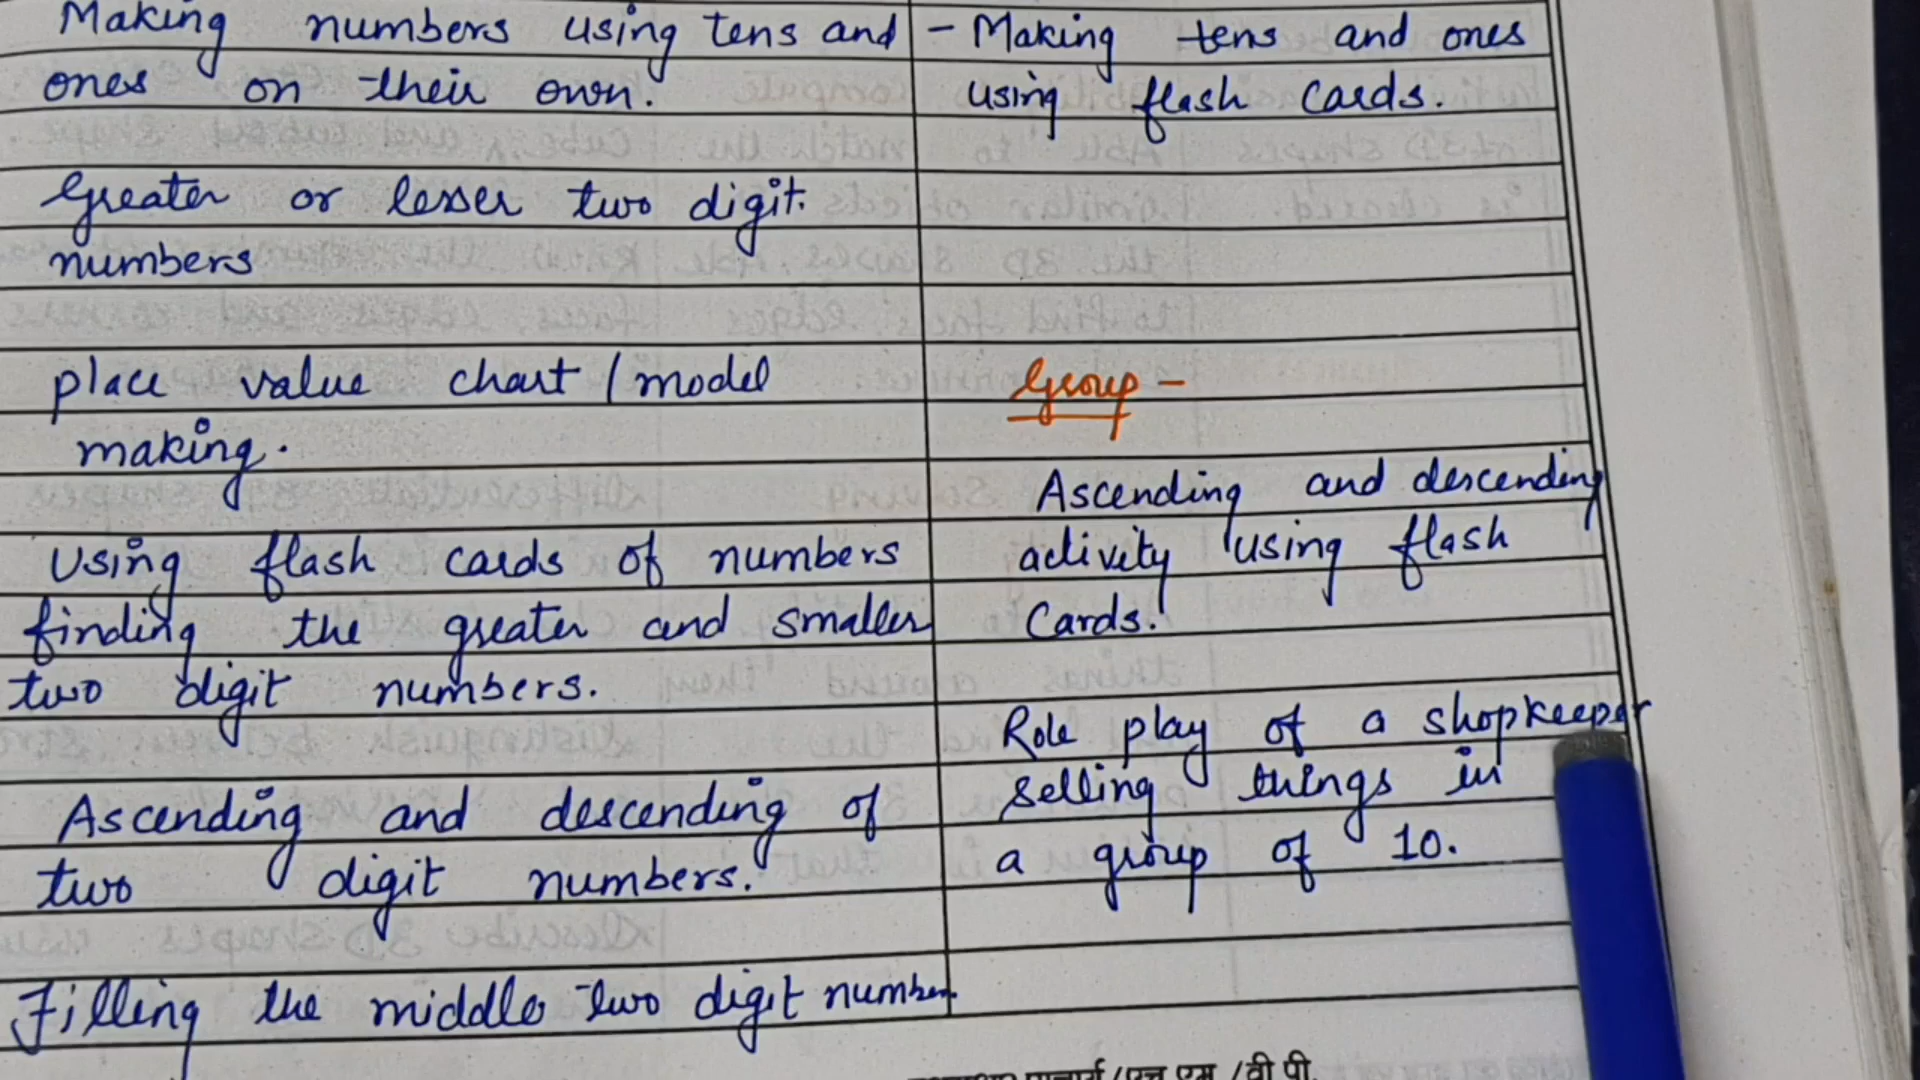 Making numbers using tens and
ones on their own.
Greater or lesser two digit
numbers
place value chart / model
making.
Using flash cards of numbers
finding the greater and smaller
two digit numbers.
Ascending and descending of
two digit numbers.
Filling the middle two digit number
- Making tens and ones
using flash cards.
Group -
Ascending and descending
activity using flash
Cards.
Role play of a shopkeeper
selling things in
a group of 10.
/ वी.पी.